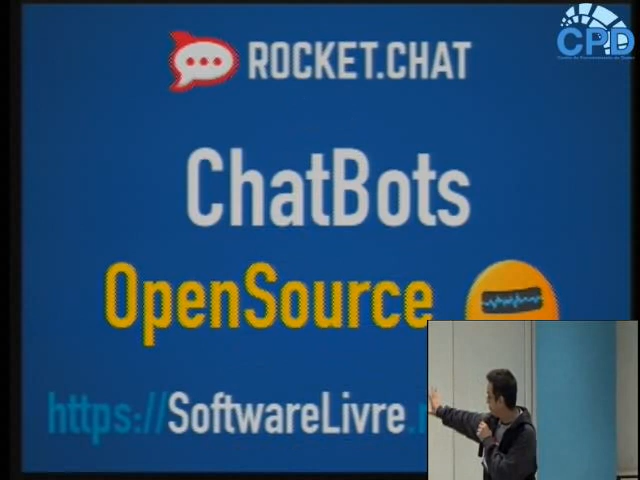 CPD
ROCKET.CHAT
ChatBots
OpenSource
https://SoftwareLivre.